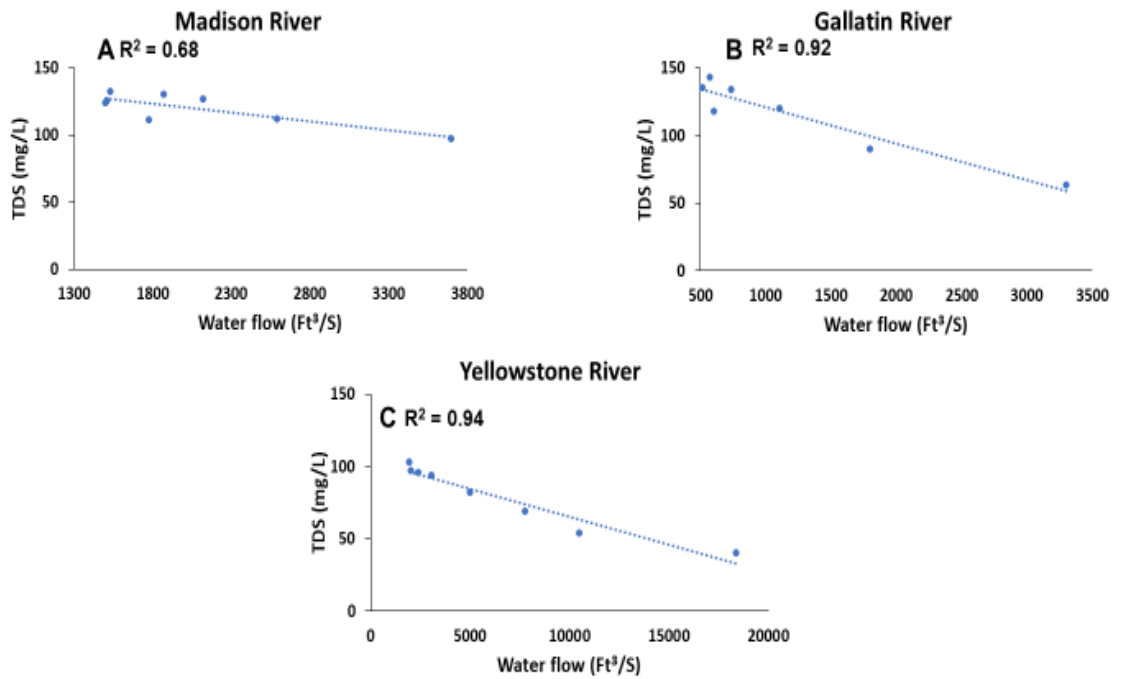 Madison River
A R² = 0.68
150
100
50
0
TDS (mg/L)
1300 1800 2300 2800 3300 3800
Water flow (Ft³/S)
Gallatin River
B R² = 0.92
150
100
50
0
TDS (mg/L)
500 1000 1500 2000 2500 3000 3500
Water flow (Ft³/S)
Yellowstone River
150
C R² = 0.94
100
50
0
TDS (mg/L)
0 5000 10000 15000 20000
Water flow (Ft³/S)